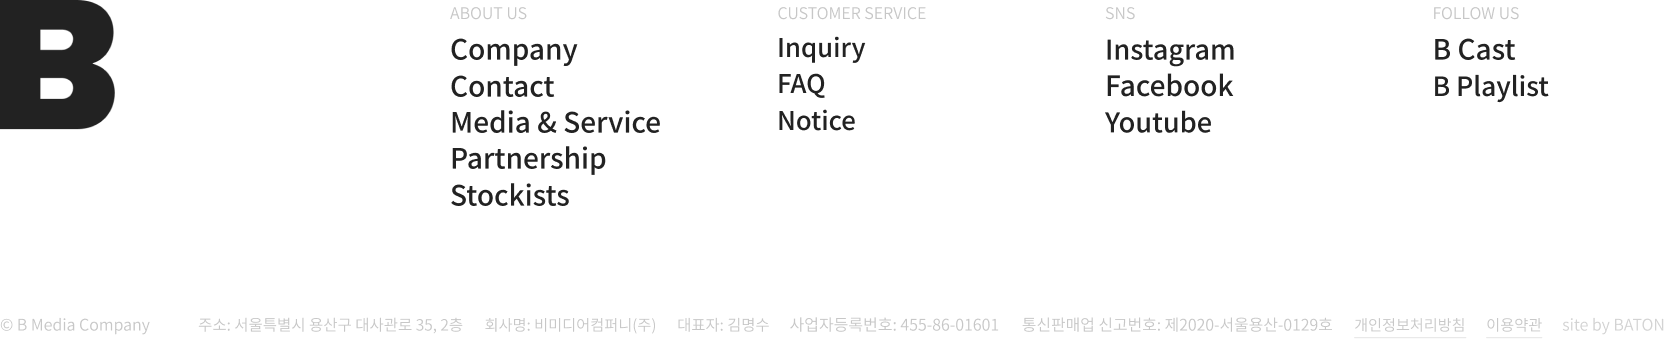 B
ABOUT US
Company
Contact
Media & Service
Partnership
Stockists
CUSTOMER SERVICE
Inquiry
FAQ
Notice
SNS
Instagram
Facebook
Youtube
FOLLOW US
B Cast
B Playlist
© B Media Company 주소: 서울특별시 용산구 대사관로 35, 2층 회사명: 비미디어컴퍼니(주) 대표자: 김명수 사업자등록번호: 455-86-01601 통신판매업 신고번호: 제2020-서울용산-0129호 개인정보처리방침 이용약관 site by BATON